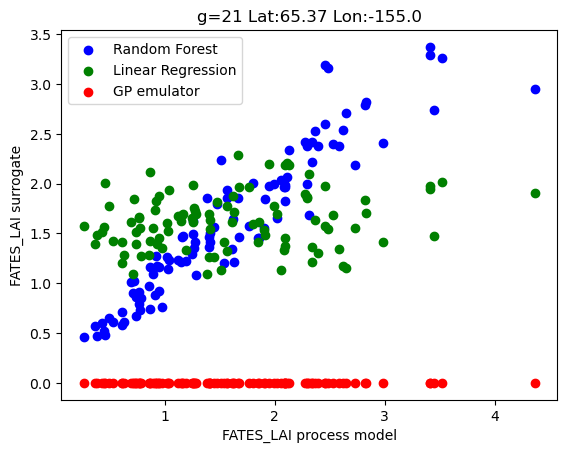 g=21 Lat:65.37 Lon:-155.0
3.5
3.0
2.5
2.0
1.5
1.0
0.5
0.0
FATES_LAI surrogate
Random Forest
Linear Regression
GP emulator
1 2 3 4
FATES_LAI process model